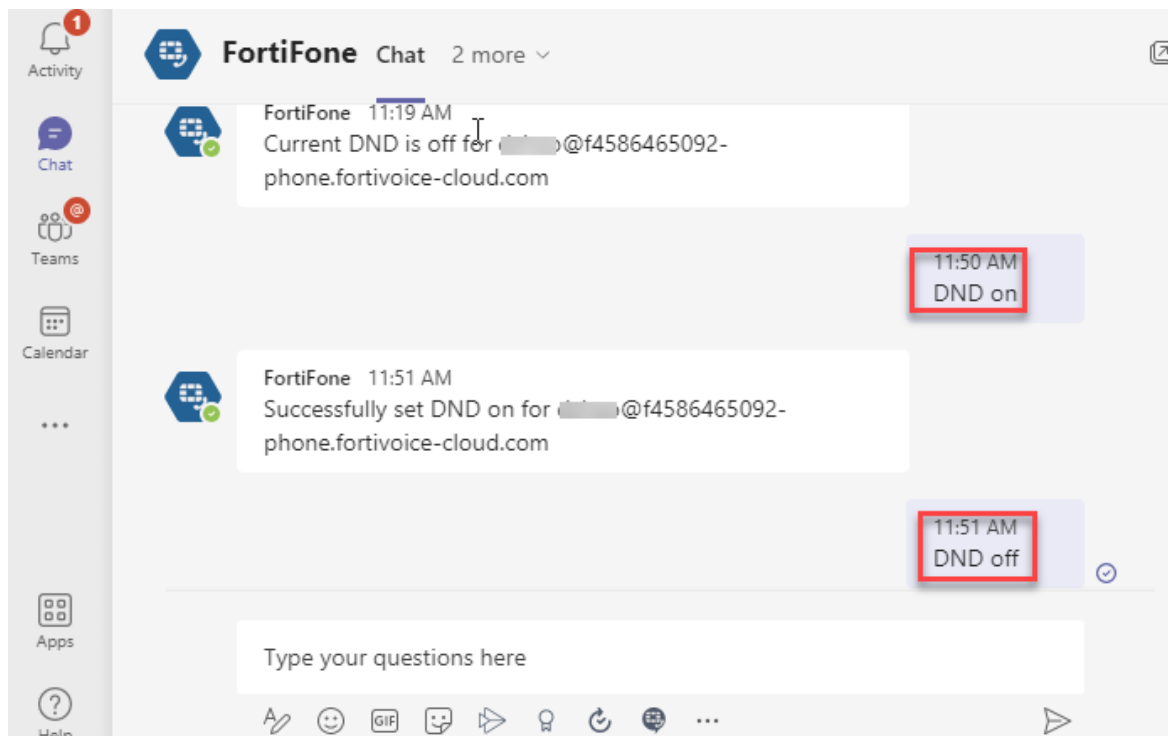 1
Activity
Chat
@
Teams
Calendar
Apps
Help
FortiFone Chat 2 more
FortiFone 11:19 AM
Current DND is off for @f4586465092-
phone.fortivoice-cloud.com
11:50 AM
DND on
FortiFone 11:51 AM
Successfully set DND on for @f4586465092-
phone.fortivoice-cloud.com
11:51 AM
DND off
Type your questions here
GIF